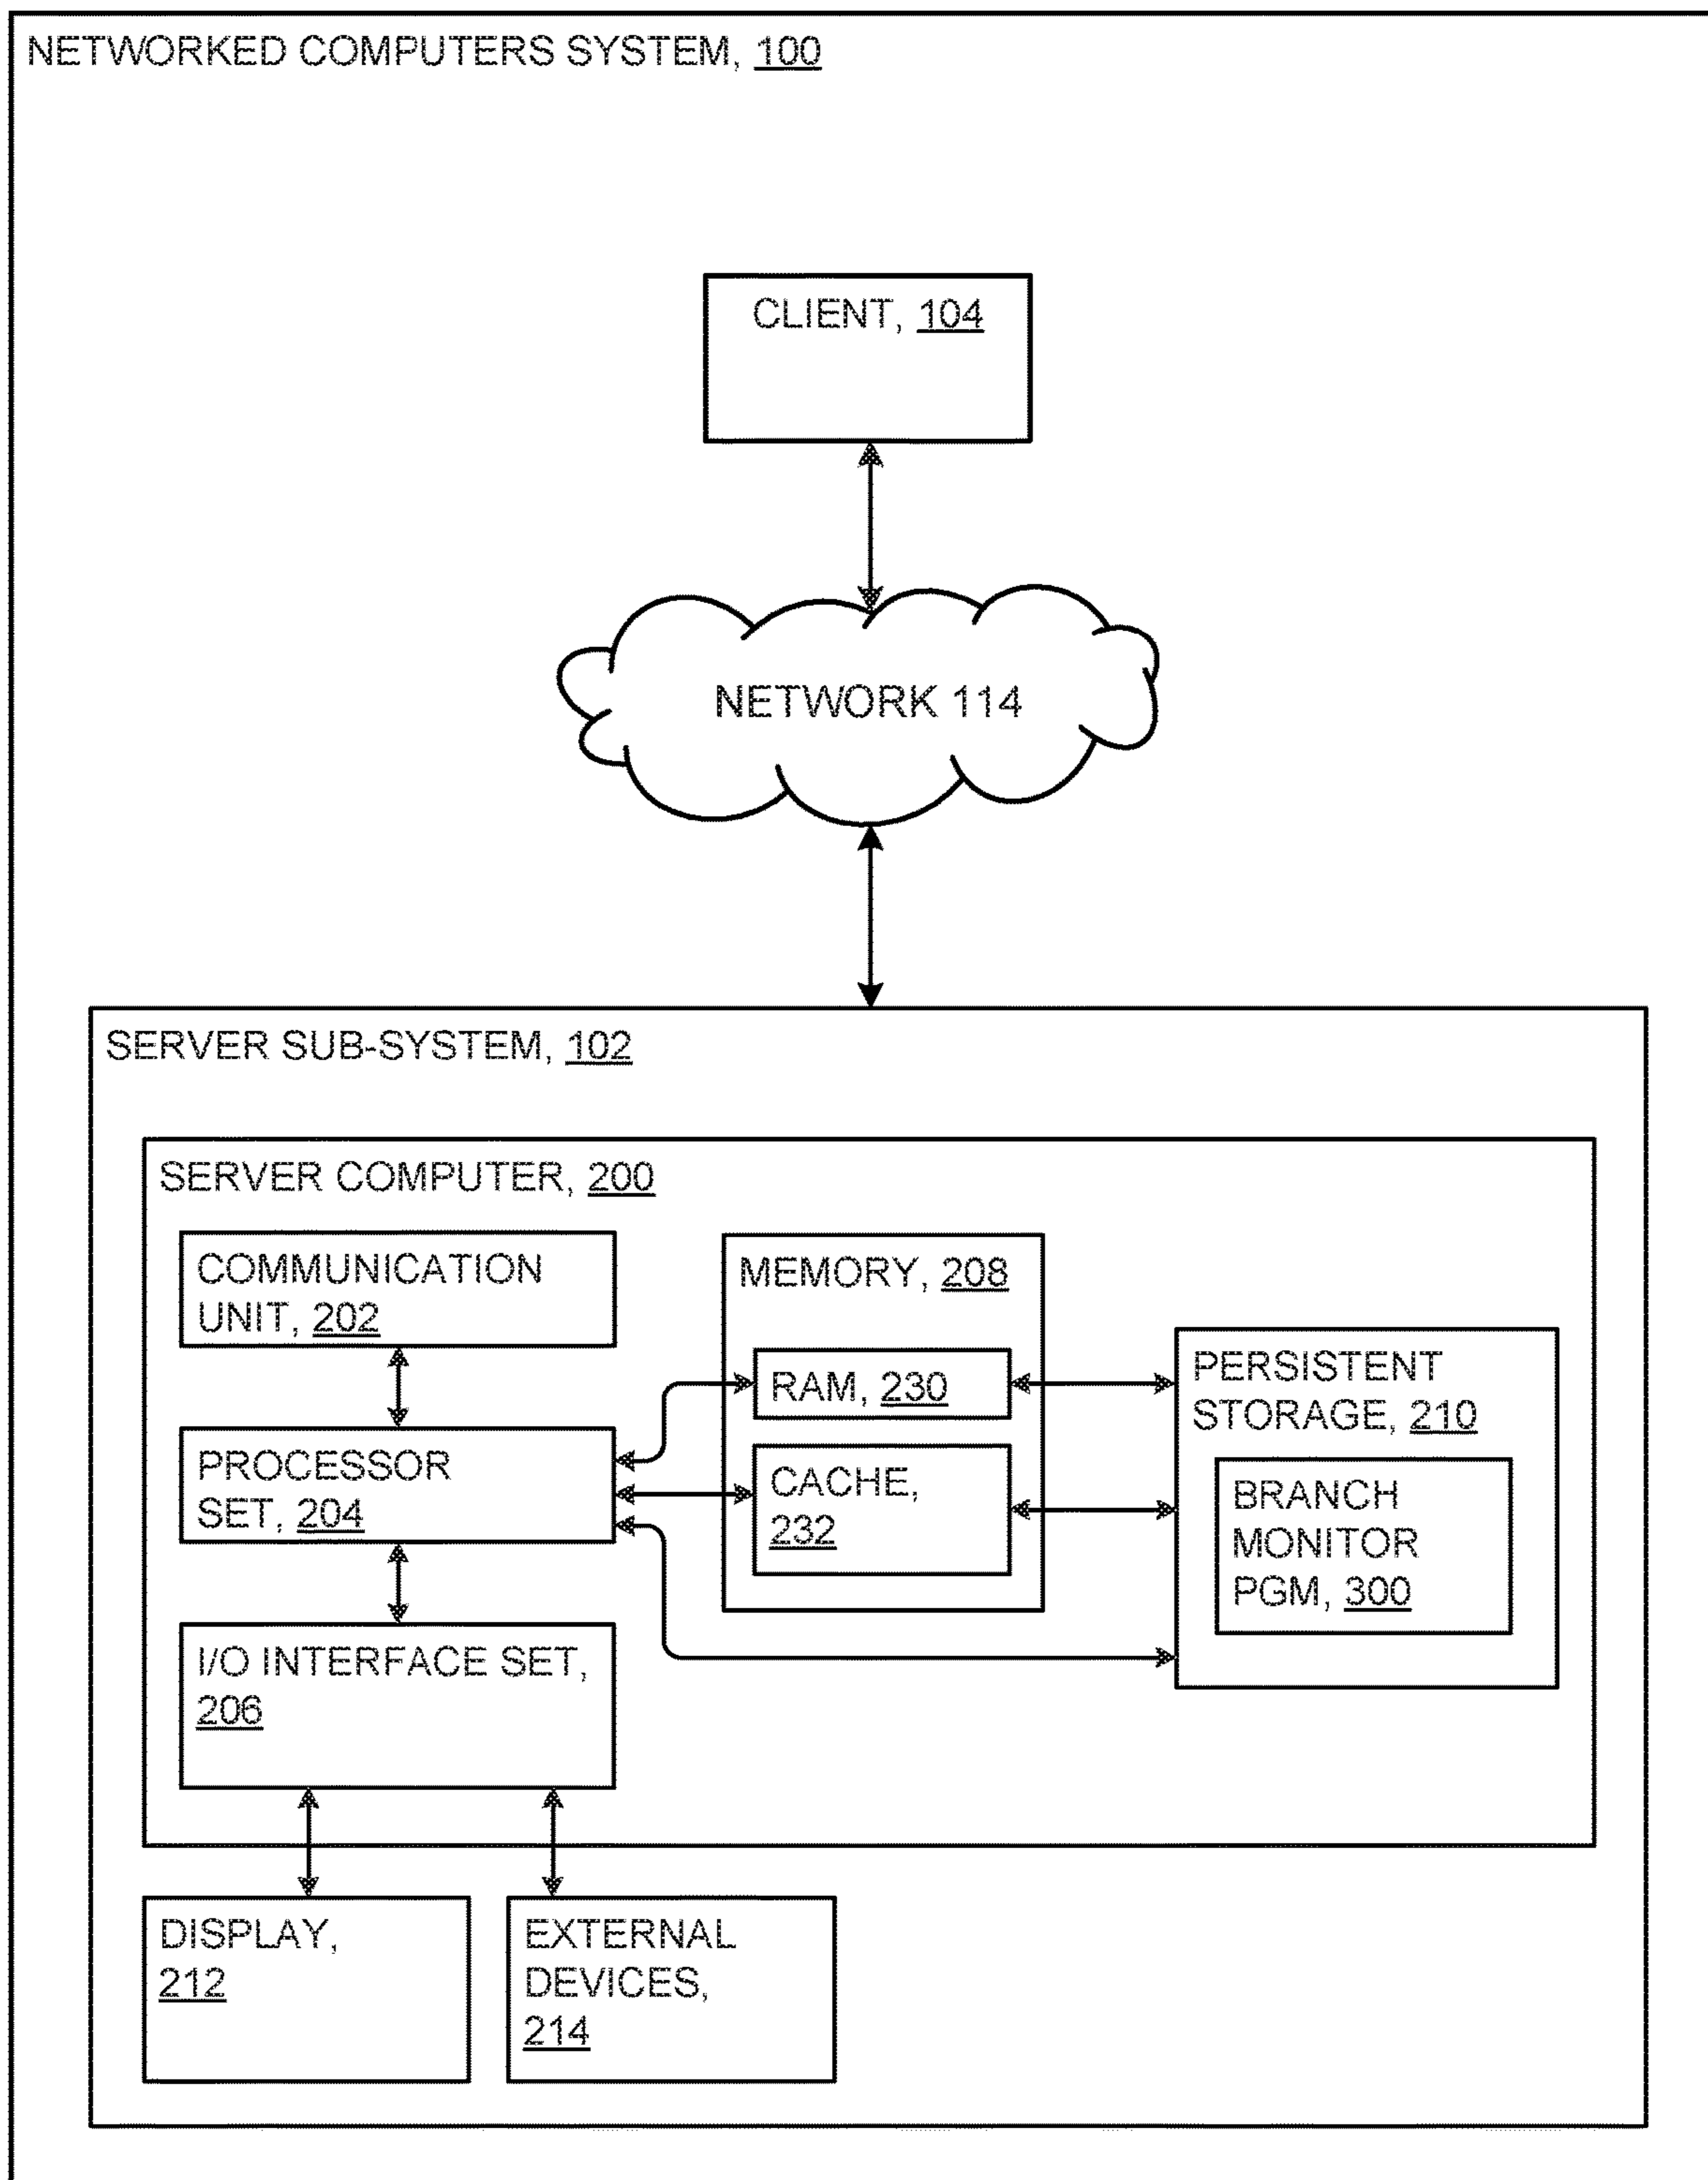 NETWORKED COMPUTERS SYSTEM, 100
CLIENT, 104
NETWORK 114
SERVER SUB-SYSTEM, 102
SERVER COMPUTER, 200
COMMUNICATION
UNIT, 202
PROCESSOR
SET, 204
I/O INTERFACE SET,
206
MEMORY, 208
RAM, 230
CACHE,
232
PERSISTENT
STORAGE, 210
BRANCH
MONITOR
PGM, 300
DISPLAY,
212
EXTERNAL
DEVICES,
214